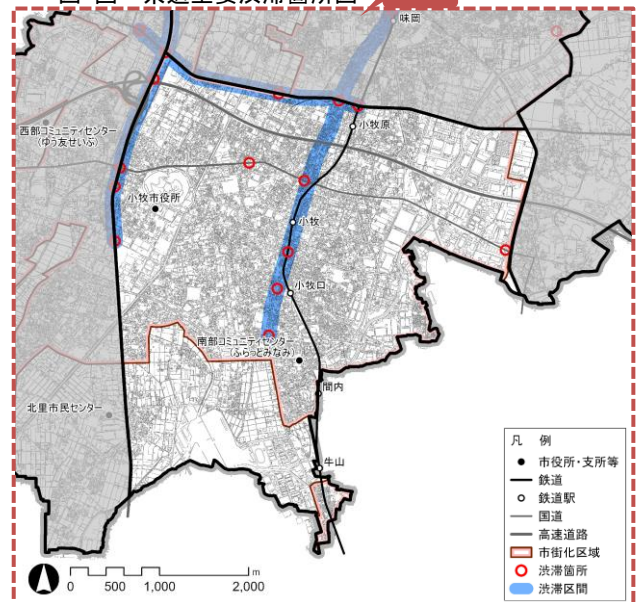 味岡
小牧原
西部コミュニティセンター
(ゆう友せいぶ)
小牧市役所
小牧
小牧口
南部コミュニティセンター
(ふらっとみなみ)
間内
北里市民センター
牛山
凡 例
市役所・支所等
鉄道
鉄道駅
国道
高速道路
市街化区域
渋滞箇所
渋滞区間
m
0 500 1,000 2,000